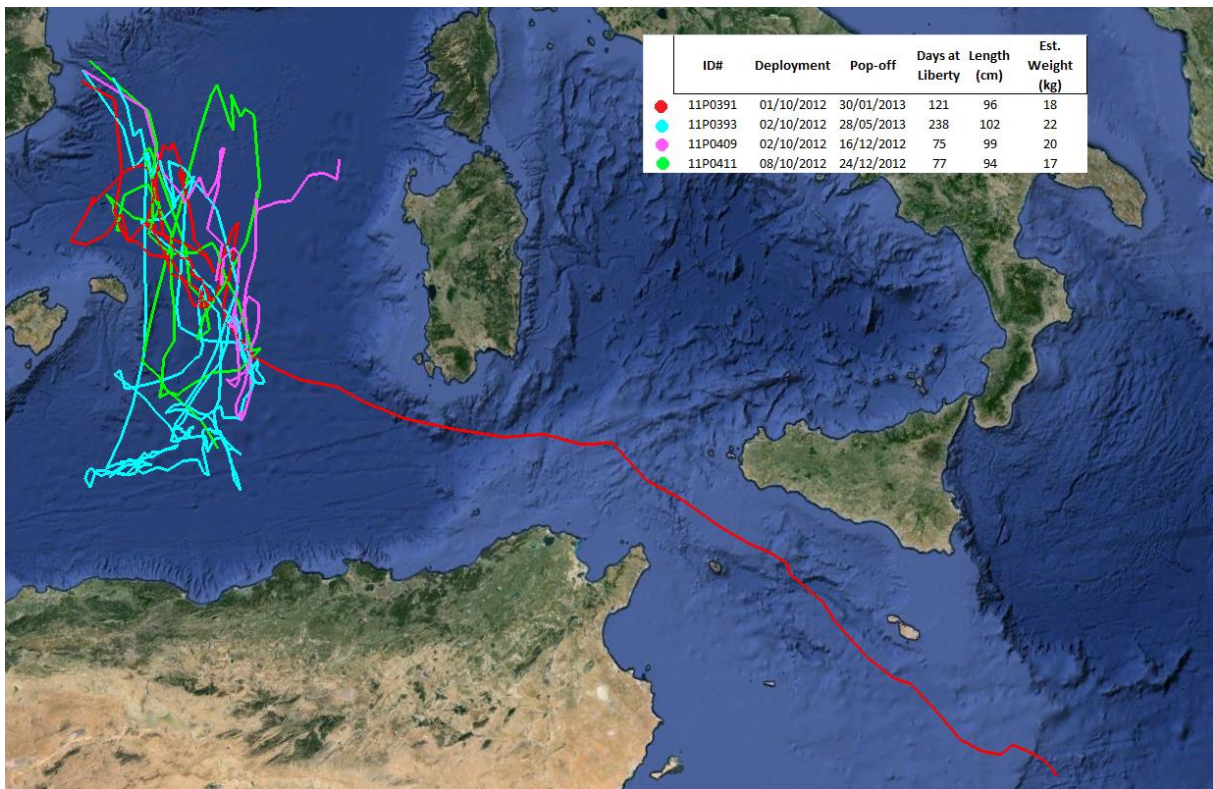 ID# Deployment Pop-off Days at Liberty Length (cm) Est. Weight (kg)
11P0391 01/10/2012 30/01/2013 121 96 18
11P0393 02/10/2012 28/05/2013 238 102 22
11P0409 02/10/2012 16/12/2012 75 99 20
11P0411 08/10/2012 24/12/2012 77 94 17